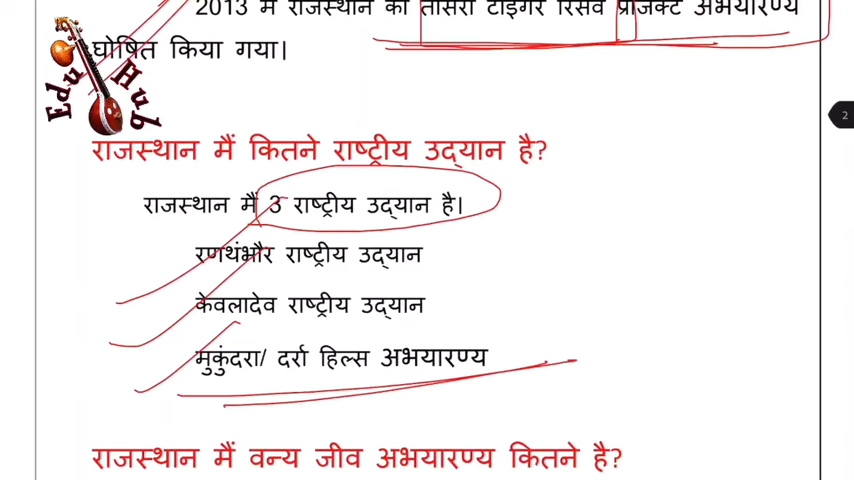 2013 में राजस्थान का तीसरा टाइगर रिसर्व प्रोजेक्ट अभयारण्य
घोषित किया गया।
Edu Hub
2
राजस्थान मैं कितने राष्ट्रीय उद्यान है?
राजस्थान मैं 3 राष्ट्रीय उद्यान है।
रणथंभौर राष्ट्रीय उद्यान
केवलादेव राष्ट्रीय उद्यान
मुकुंदरा/ दर्रा हिल्स अभयारण्य
राजस्थान मैं वन्य जीव अभयारण्य कितने है?